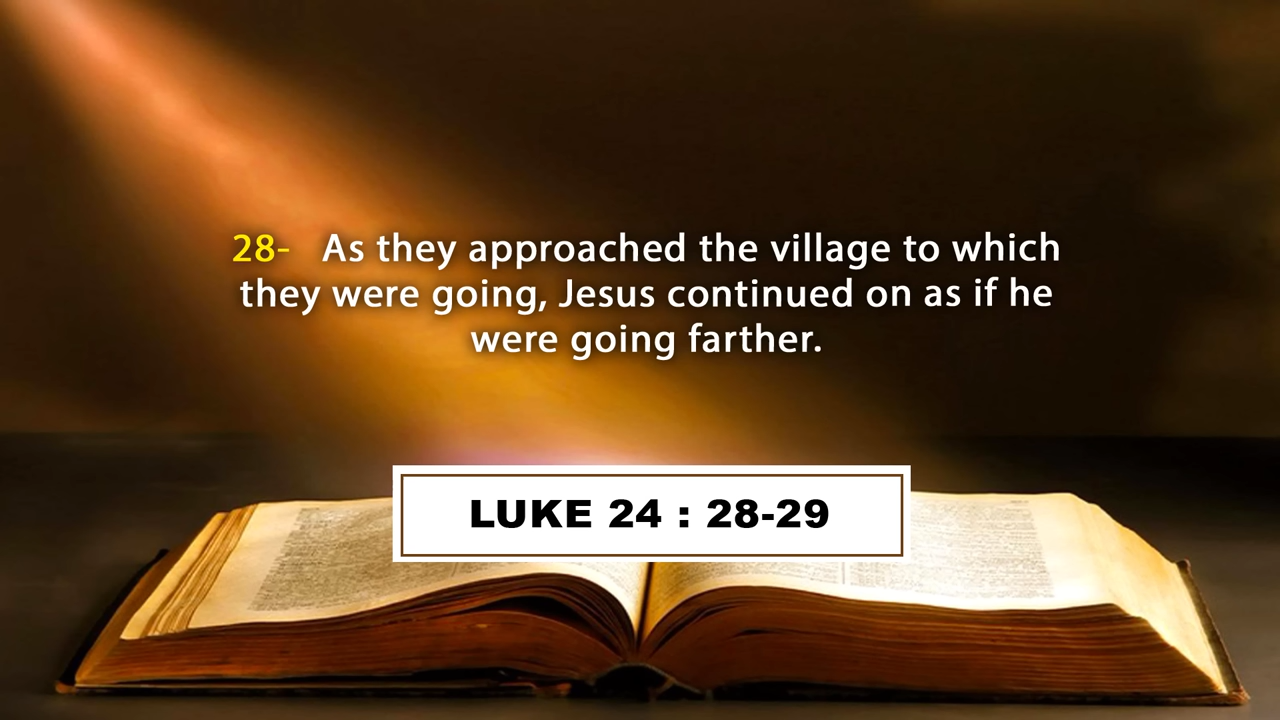 28- As they approached the village to which
they were going, Jesus continued on as if he
were going farther.
LUKE 24 : 28-29